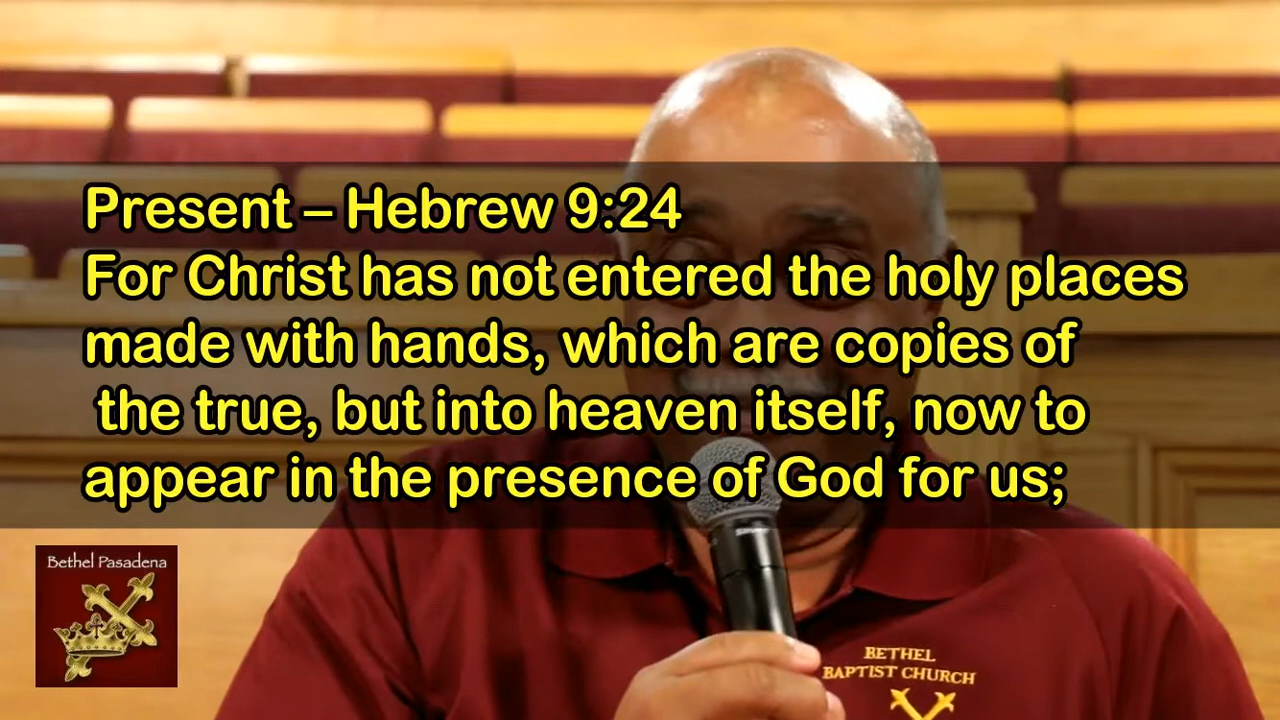 Present – Hebrew 9:24
For Christ has not entered the holy places
made with hands, which are copies of
the true, but into heaven itself, now to
appear in the presence of God for us;
Bethel Pasadena
BETHEL
BAPTIST CHURCH